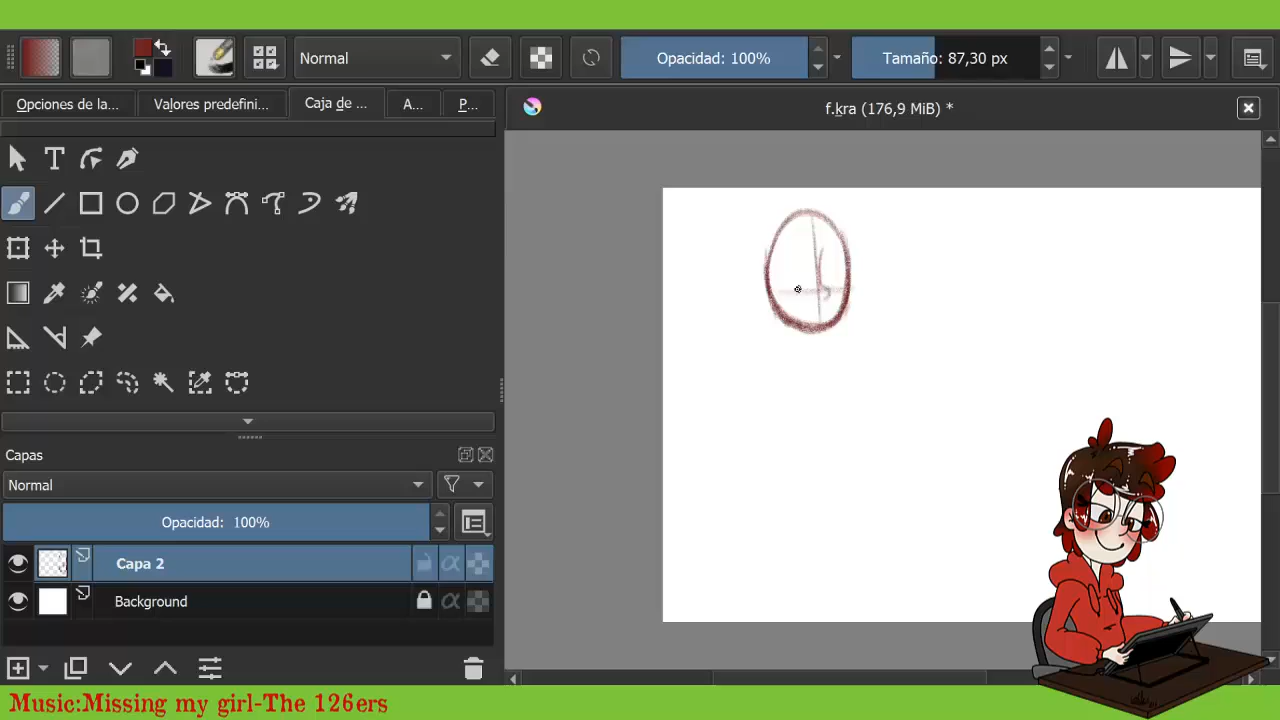 Normal
Opacidad: 100%
Tamaño: 87,30 px
Opciones de la...
Valores predefini...
Caja de ...
A...
P...
f.kra (176,9 MiB) *
Capas
Normal
Opacidad: 100%
Capa 2
Background
Music:Missing my girl-The 126ers